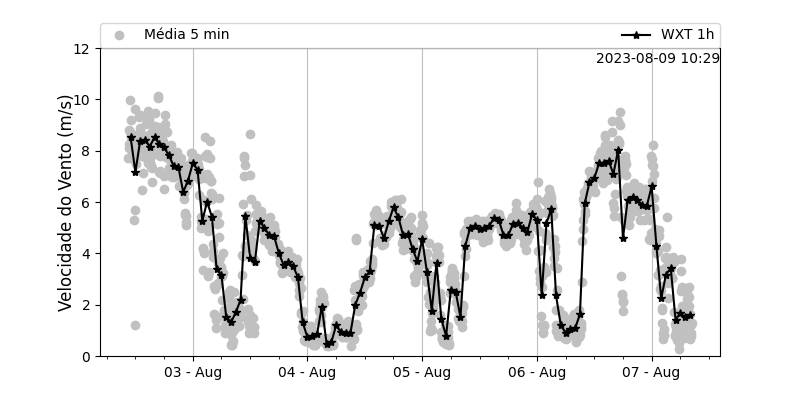 Média 5 min
WXT 1h
2023-08-09 10:29
Velocidade do Vento (m/s)
12
10
8
6
4
2
0
03 - Aug
04 - Aug
05 - Aug
06 - Aug
07 - Aug